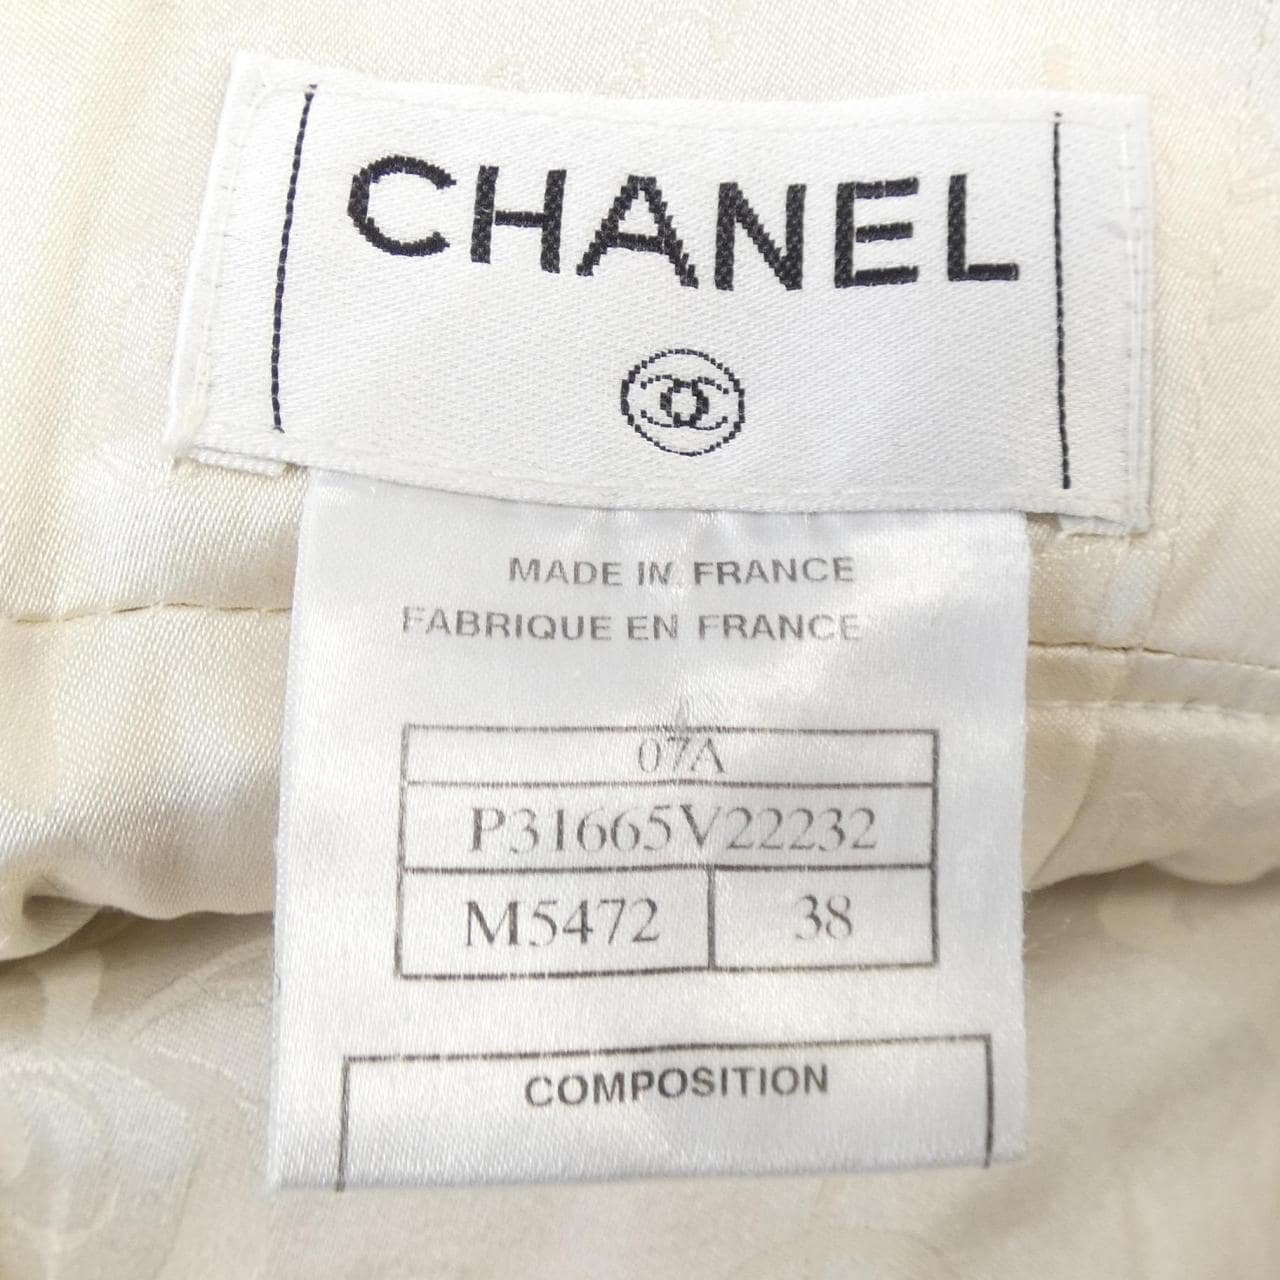 CHANEL
MADE IN FRANCE
FABRIQUE EN FRANCE
07A
P31665V22232
M5472 38
COMPOSITION